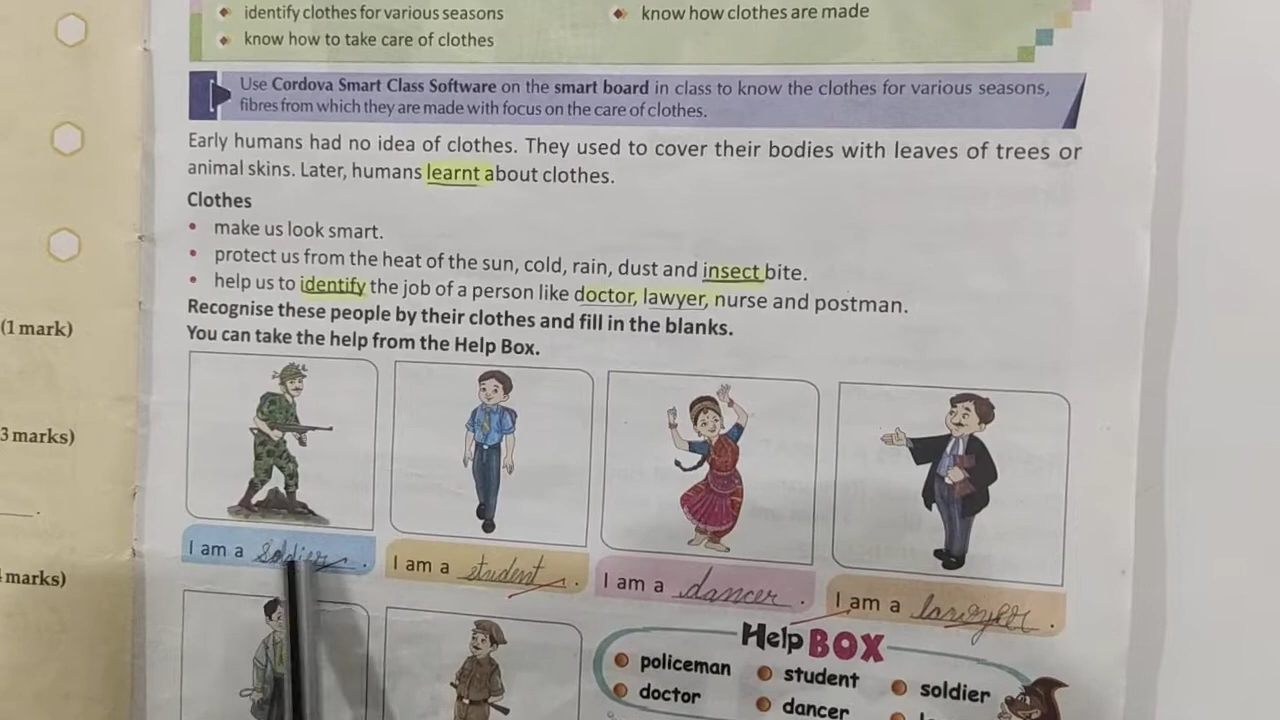 identify clothes for various seasons
know how clothes are made
know how to take care of clothes
Use Cordova Smart Class Software on the smart board in class to know the clothes for various seasons,
fibres from which they are made with focus on the care of clothes.
Early humans had no idea of clothes. They used to cover their bodies with leaves of trees or
animal skins. Later, humans learnt about clothes.
Clothes
• make us look smart.
• protect us from the heat of the sun, cold, rain, dust and insect bite.
• help us to identify the job of a person like doctor, lawyer, nurse and postman.
Recognise these people by their clothes and fill in the blanks.
You can take the help from the Help Box.
(1 mark)
3 marks)
marks)
I am a soldier.
I am a student.
I am a dancer.
I am a
Help BOX
policeman
student
soldier
doctor
dancer